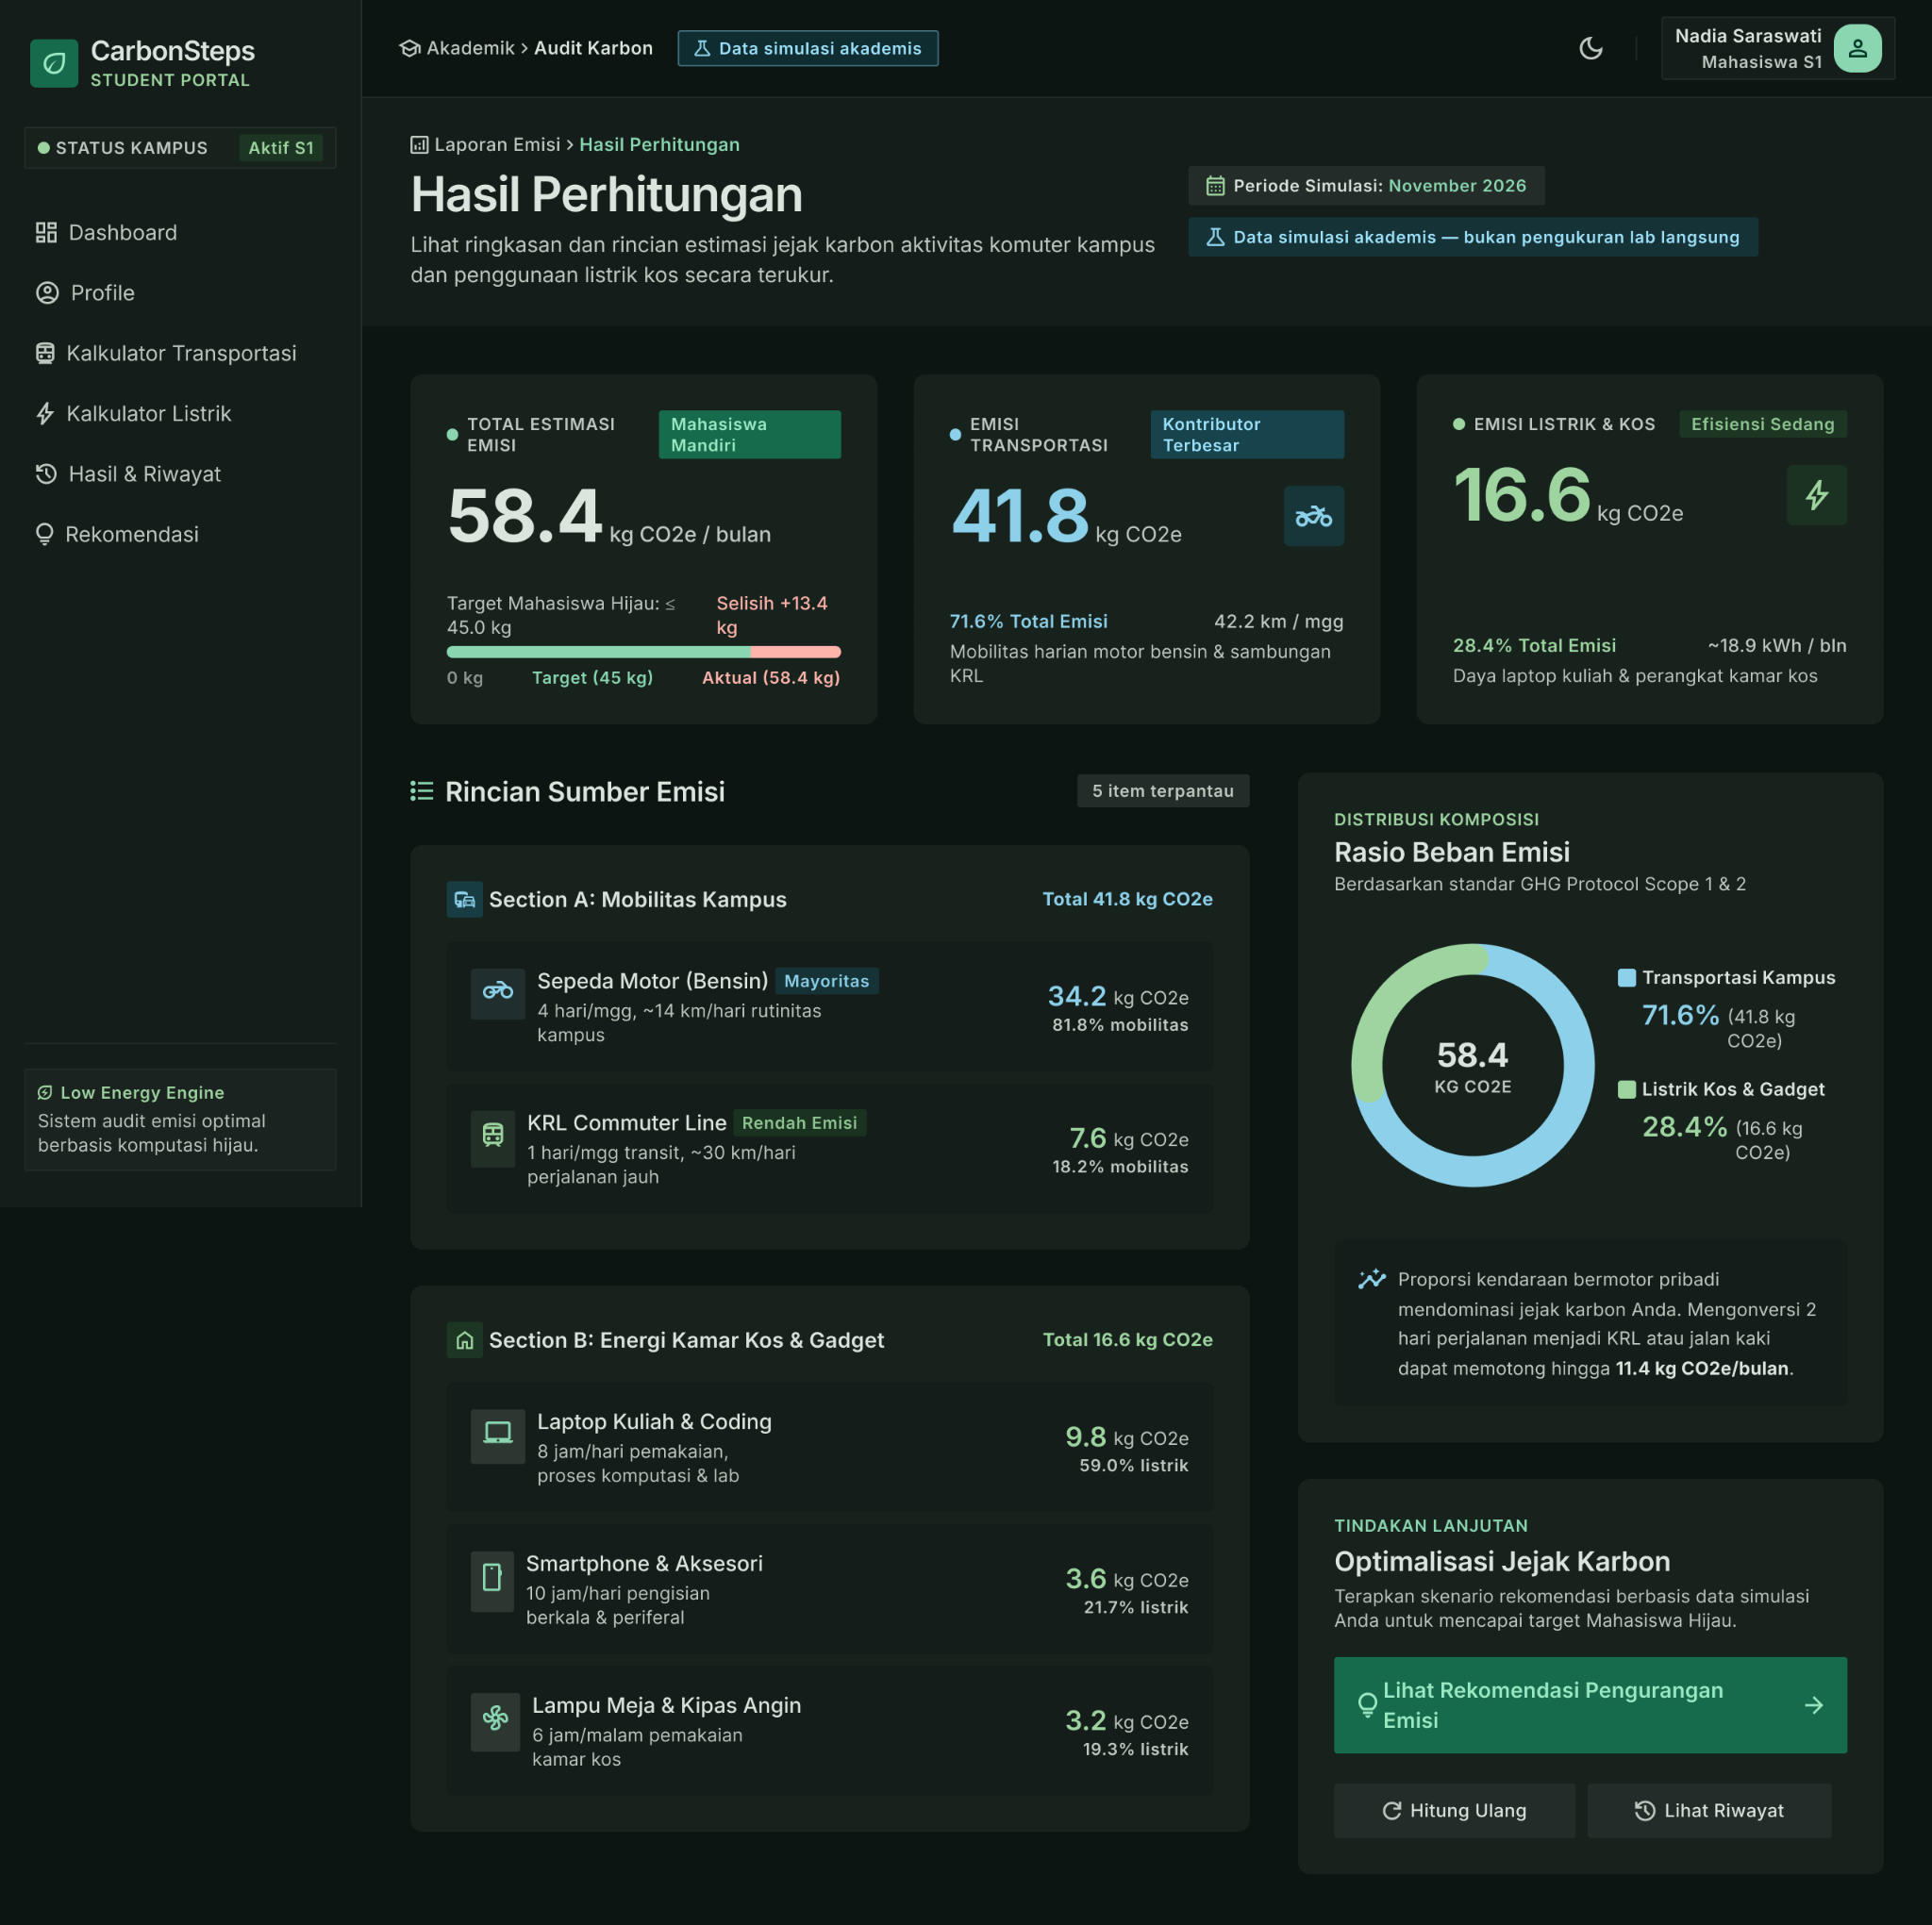 CarbonSteps
STUDENT PORTAL
STATUS KAMPUS
Aktif S1
Dashboard
Profile
Kalkulator Transportasi
Kalkulator Listrik
Hasil & Riwayat
Rekomendasi
Low Energy Engine
Sistem audit emisi optimal
berbasis komputasi hijau.
Akademik › Audit Karbon
Data simulasi akademis
Nadia Saraswati
Mahasiswa S1
Laporan Emisi › Hasil Perhitungan
Hasil Perhitungan
Lihat ringkasan dan rincian estimasi jejak karbon aktivitas komuter kampus
dan penggunaan listrik kos secara terukur.
Periode Simulasi: November 2026
Data simulasi akademis — bukan pengukuran lab langsung
TOTAL ESTIMASI
EMISI
Mahasiswa
Mandiri
58.4 kg CO2e / bulan
Target Mahasiswa Hijau: ≤
45.0 kg
Selisih +13.4
kg
0 kg
Target (45 kg)
Aktual (58.4 kg)
EMISI
TRANSPORTASI
Kontributor
Terbesar
41.8 kg CO2e
71.6% Total Emisi
42.2 km / mgg
Mobilitas harian motor bensin & sambungan
KRL
EMISI LISTRIK & KOS
Efisiensi Sedang
16.6 kg CO2e
28.4% Total Emisi
~18.9 kWh / bln
Daya laptop kuliah & perangkat kamar kos
Rincian Sumber Emisi
5 item terpantau
Section A: Mobilitas Kampus
Total 41.8 kg CO2e
Sepeda Motor (Bensin)
Mayoritas
4 hari/mgg, ~14 km/hari rutinitas
kampus
34.2 kg CO2e
81.8% mobilitas
KRL Commuter Line
Rendah Emisi
1 hari/mgg transit, ~30 km/hari
perjalanan jauh
7.6 kg CO2e
18.2% mobilitas
Section B: Energi Kamar Kos & Gadget
Total 16.6 kg CO2e
Laptop Kuliah & Coding
8 jam/hari pemakaian,
proses komputasi & lab
9.8 kg CO2e
59.0% listrik
Smartphone & Aksesori
10 jam/hari pengisian
berkala & periferal
3.6 kg CO2e
21.7% listrik
Lampu Meja & Kipas Angin
6 jam/malam pemakaian
kamar kos
3.2 kg CO2e
19.3% listrik
DISTRIBUSI KOMPOSISI
Rasio Beban Emisi
Berdasarkan standar GHG Protocol Scope 1 & 2
58.4
KG CO2E
Transportasi Kampus
71.6% (41.8 kg
CO2e)
Listrik Kos & Gadget
28.4% (16.6 kg
CO2e)
Proporsi kendaraan bermotor pribadi
mendominasi jejak karbon Anda. Mengonversi 2
hari perjalanan menjadi KRL atau jalan kaki
dapat memotong hingga 11.4 kg CO2e/bulan.
TINDAKAN LANJUTAN
Optimalisasi Jejak Karbon
Terapkan skenario rekomendasi berbasis data simulasi
Anda untuk mencapai target Mahasiswa Hijau.
Lihat Rekomendasi Pengurangan
Emisi
Hitung Ulang
Lihat Riwayat